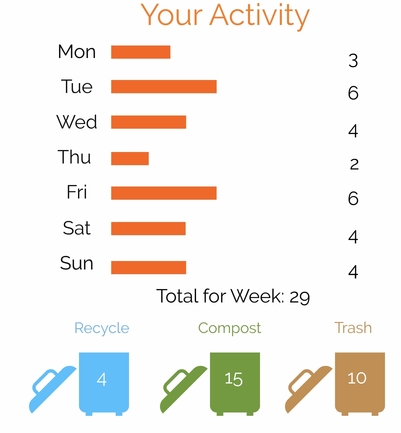 Your Activity
Mon 3
Tue 6
Wed 4
Thu 2
Fri 6
Sat 4
Sun 4
Total for Week: 29
Recycle Compost Trash
4 15 10